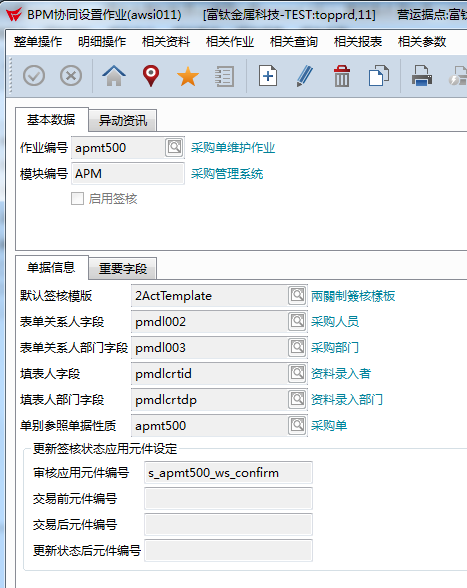 BPM协同设置作业(awsi011) [富钛金属科技-TEST:topprd,11] 营运据点:富钛
整单操作 明细操作 相关资料 相关作业 相关查询 相关报表 相关参数
基本数据 异动资讯
作业编号 apmt500 采购单维护作业
模块编号 APM 采购管理系统
启用签核
单据信息 重要字段
默认签核模版 2ActTemplate 兩關制簽核樣板
表单关系人字段 pmdl002 采购人员
表单关系人部门字段 pmdl003 采购部门
填表人字段 pmdlcrtid 资料录入者
填表人部门字段 pmdlcrtdp 资料录入部门
单别参照单据性质 apmt500 采购单
更新签核状态应用元件设定
审核应用元件编号 s_apmt500_ws_confirm
交易前元件编号
交易后元件编号
更新状态后元件编号